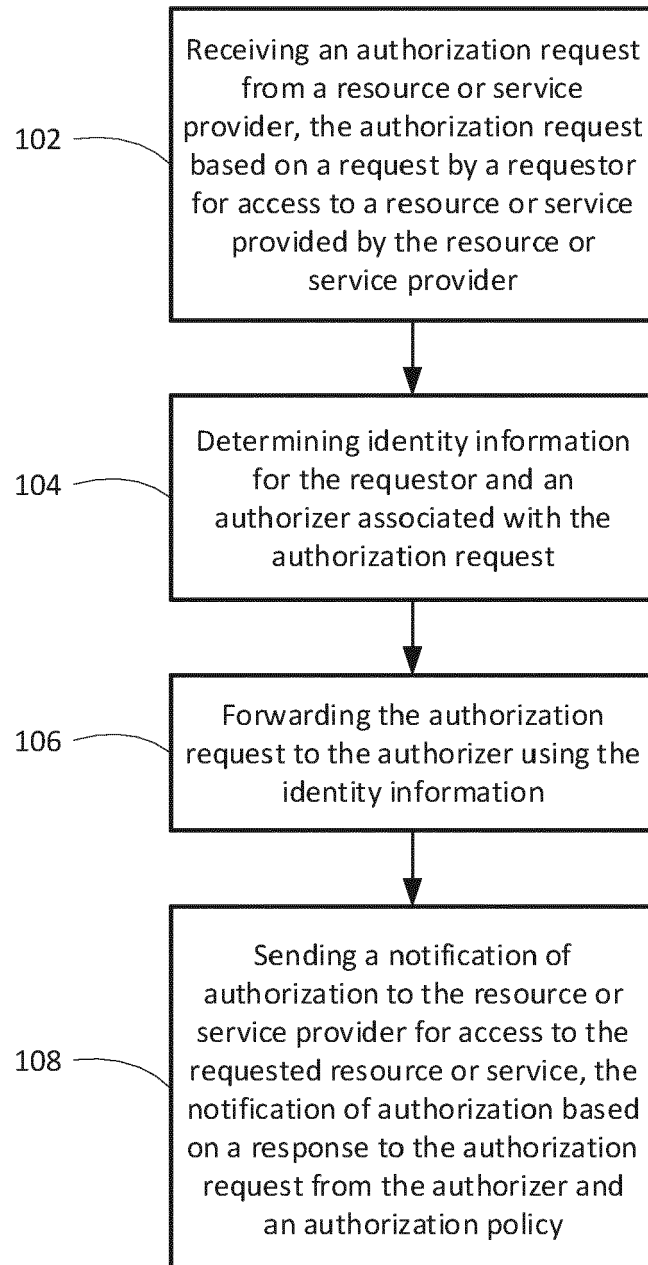 Receiving an authorization request
from a resource or service
102
provider, the authorization request
based on a request by a requestor
for access to a resource or service
provided by the resource or
service provider
Determining identity information
104
for the requestor and an
authorizer associated with the
authorization request
Forwarding the authorization
106
request to the authorizer using the
identity information
Sending a notification of
authorization to the resource or
service provider for access to the
108
requested resource or service, the
notification of authorization based
on a response to the authorization
request from the authorizer and
an authorization policy